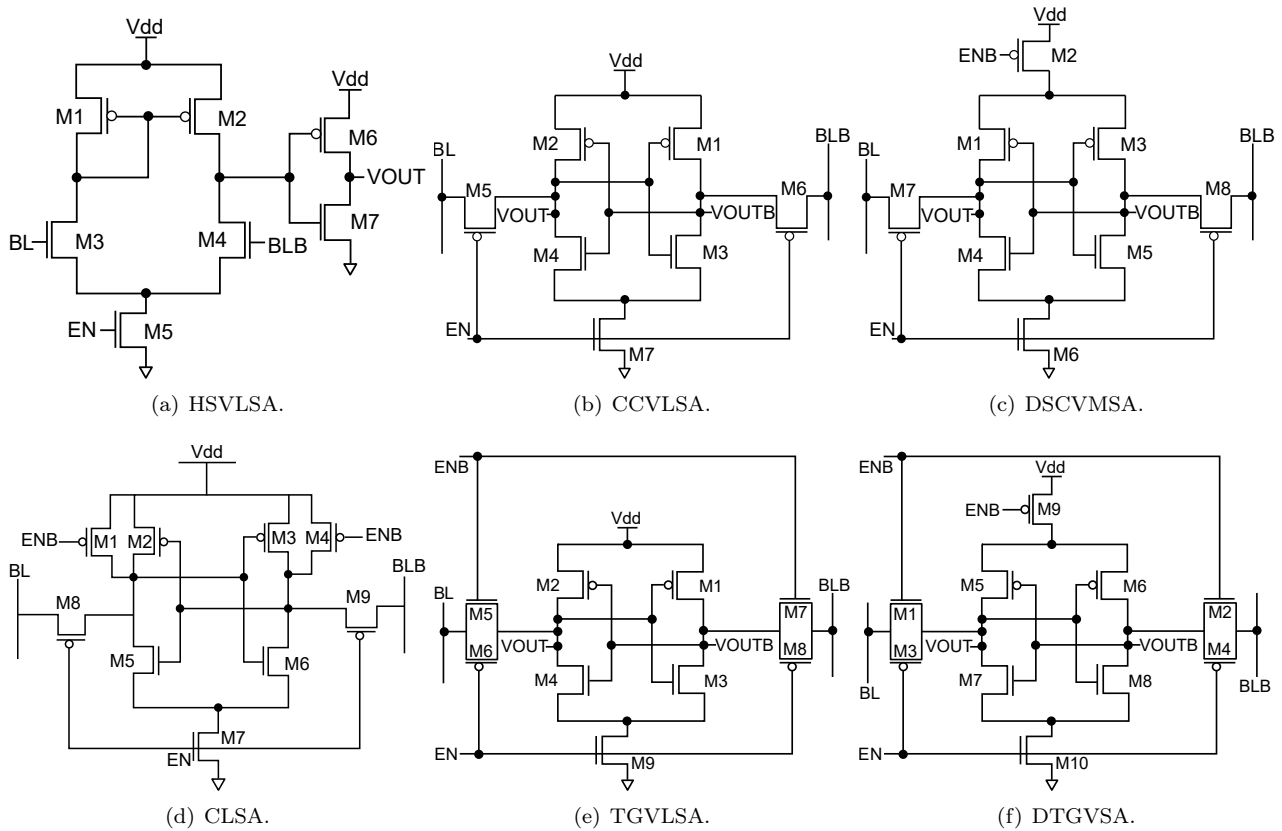 Vdd
Vdd
M1
M2
M6
VOUT
BL
M3
M4
BLB
M7
EN
M5
(a) HSVLSA.
Vdd
BL
BLB
M2
M1
M5
M6
VOUT
VOUTB
M4
M3
EN
M7
(b) CCVLSA.
Vdd
ENB
M2
BL
BLB
M1
M3
M7
M8
VOUT
VOUTB
M4
M5
EN
M6
(c) DSCVMSA.
Vdd
ENB
M1
M2
M3
M4
ENB
BL
BLB
M8
M9
M5
M6
M7
EN
(d) CLSA.
ENB
Vdd
BL
BLB
M2
M1
M5
M7
M6
M8
VOUT
VOUTB
M4
M3
EN
M9
(e) TGVLSA.
ENB
Vdd
ENB
M9
M5
M6
M1
M2
M3
M4
VOUT
VOUTB
BL
BLB
M7
M8
EN
M10
(f) DTGVSA.